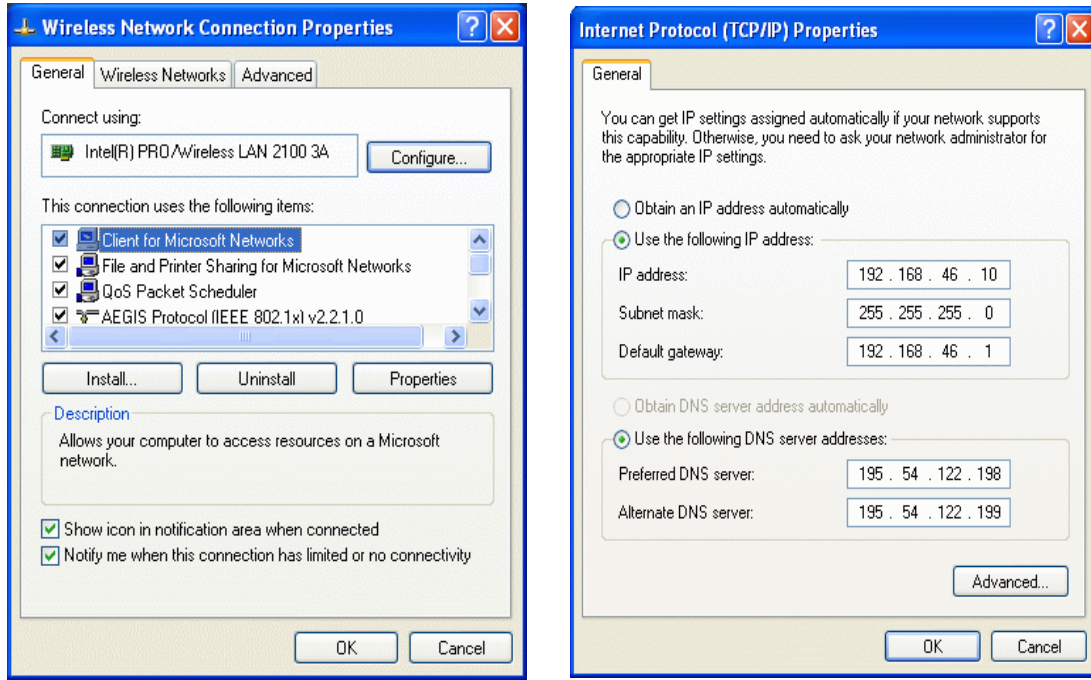 Wireless Network Connection Properties
General
Wireless Networks
Advanced
Connect using:
Intel(R) PRO/Wireless LAN 2100 3A
Configure...
This connection uses the following items:
Client for Microsoft Networks
File and Printer Sharing for Microsoft Networks
QoS Packet Scheduler
AEGIS Protocol (IEEE 802.1x) v2.2.1.0
Install...
Uninstall
Properties
Description
Allows your computer to access resources on a Microsoft
network.
Show icon in notification area when connected
Notify me when this connection has limited or no connectivity
OK
Cancel
Internet Protocol (TCP/IP) Properties
General
You can get IP settings assigned automatically if your network supports
this capability. Otherwise, you need to ask your network administrator for
the appropriate IP settings.
Obtain an IP address automatically
Use the following IP address:
IP address:
192 . 168 . 46 . 10
Subnet mask:
255 . 255 . 255 . 0
Default gateway:
192 . 168 . 46 . 1
Obtain DNS server address automatically
Use the following DNS server addresses:
Preferred DNS server:
195 . 54 . 122 . 198
Alternate DNS server:
195 . 54 . 122 . 199
Advanced...
OK
Cancel